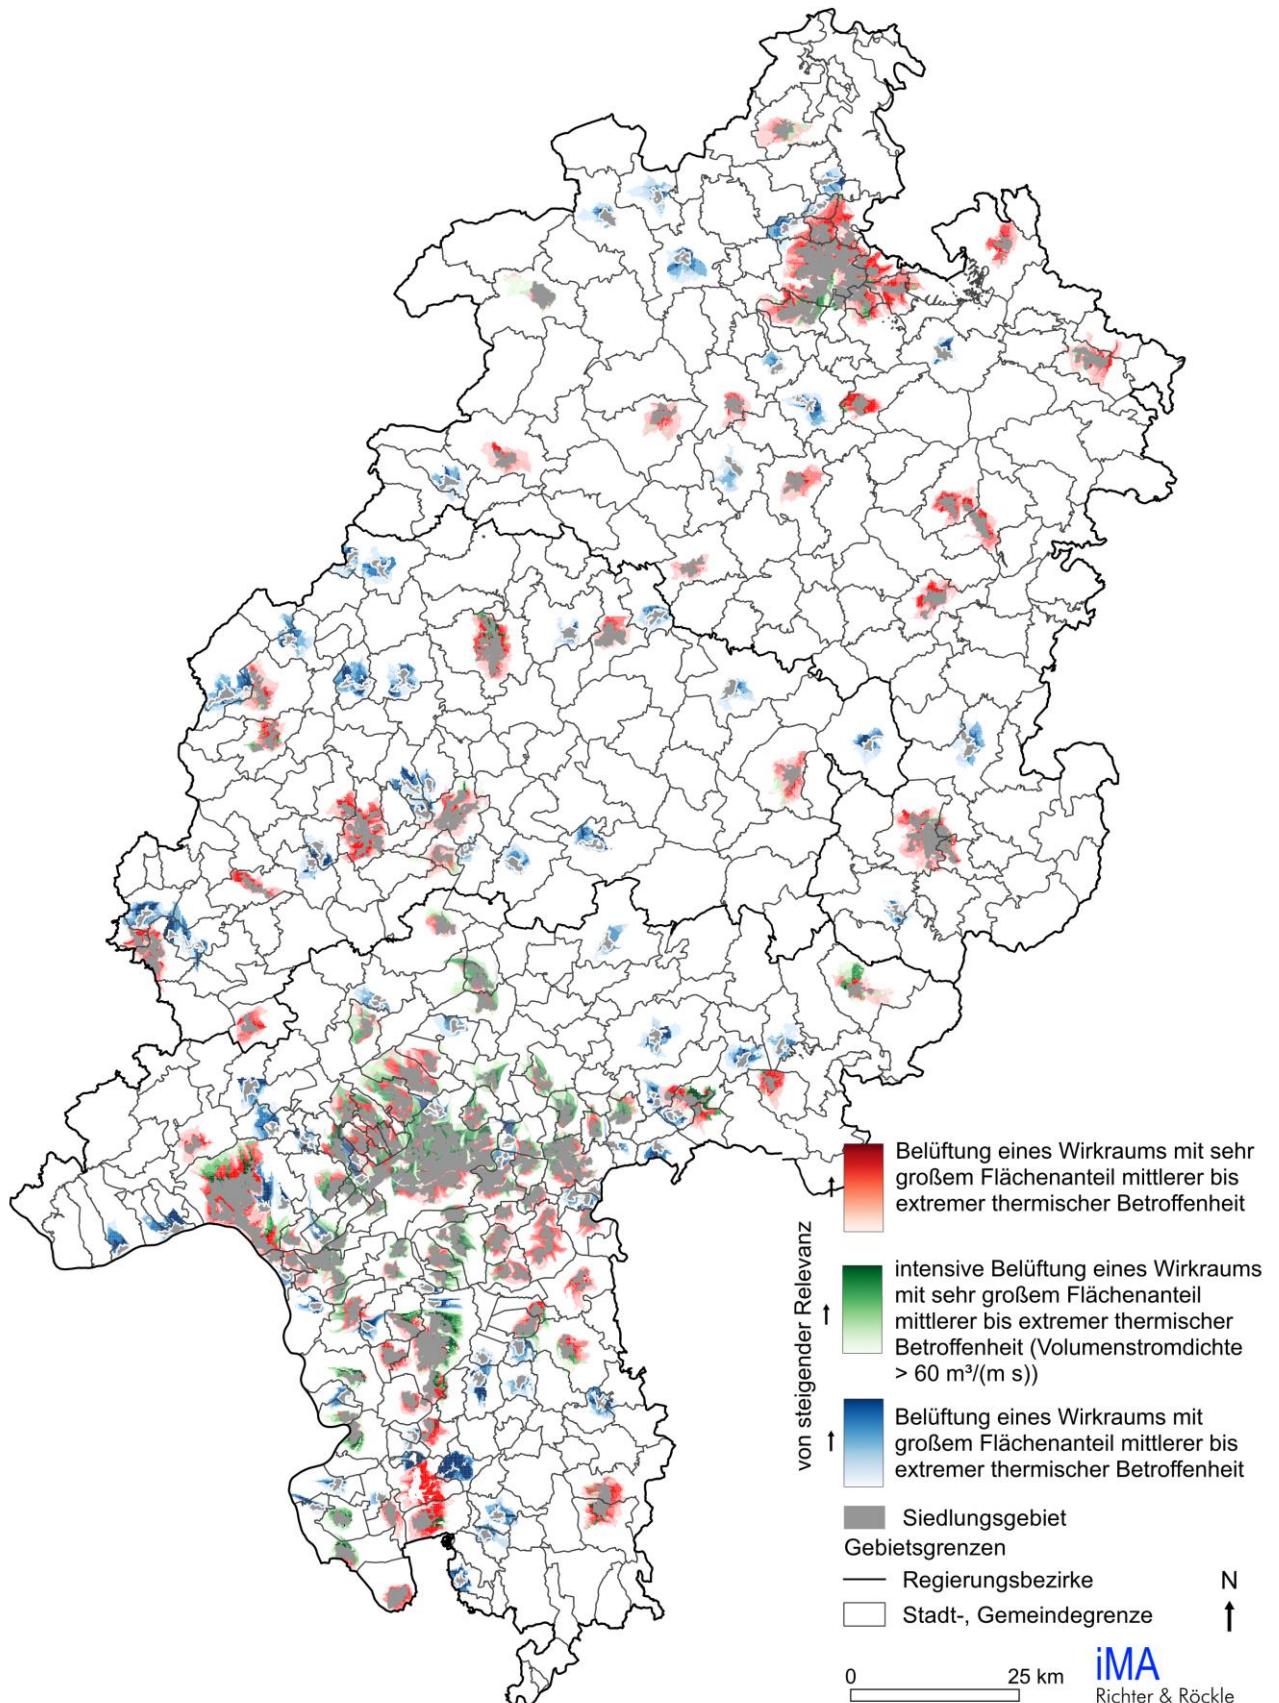 Belüftung eines Wirkraums mit sehr
großem Flächenanteil mittlerer bis
extremer thermischer Betroffenheit
intensive Belüftung eines Wirkraums
mit sehr großem Flächenanteil
mittlerer bis extremer thermischer
Betroffenheit (Volumenstromdichte
> 60 m³/(m s))
von steigender Relevanz
Belüftung eines Wirkraums mit
großem Flächenanteil mittlerer bis
extremer thermischer Betroffenheit
Siedlungsgebiet
Gebietsgrenzen
Regierungsbezirke
Stadt-, Gemeindegrenze
N
0 25 km
iMA
Richter & Röckle